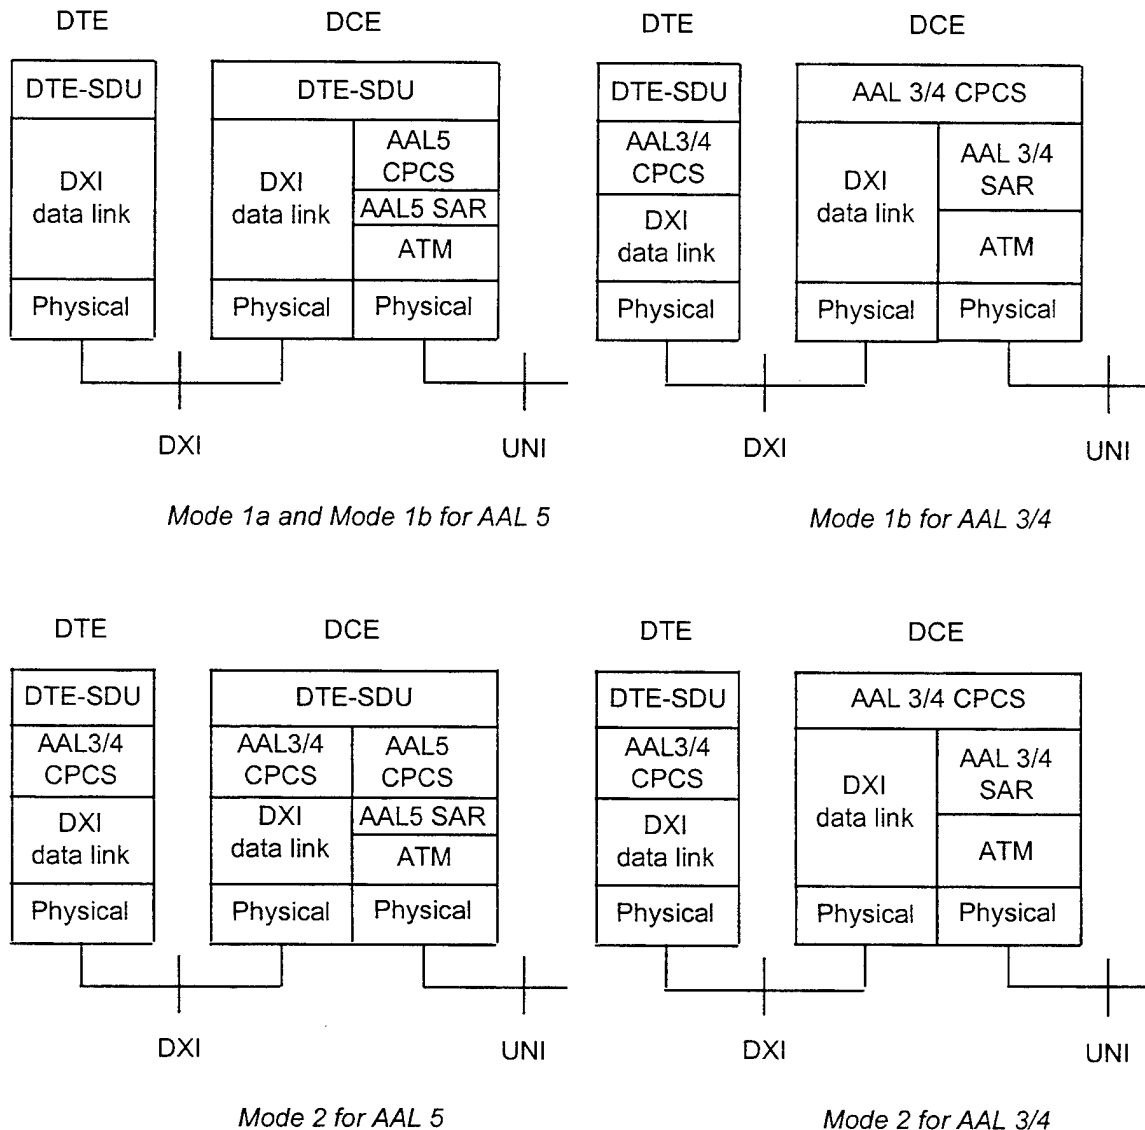 DTE
DCE
DTE-SDU
DXI
data link
Physical
DTE-SDU
DXI
data link
AAL5
CPCS
AAL5 SAR
ATM
Physical
Physical
DXI
UNI
Mode 1a and Mode 1b for AAL 5
DTE
DCE
DTE-SDU
AAL3/4
CPCS
DXI
data link
Physical
AAL 3/4 CPCS
DXI
data link
AAL 3/4
SAR
ATM
Physical
Physical
DXI
UNI
Mode 1b for AAL 3/4
DTE
DCE
DTE-SDU
AAL3/4
CPCS
DXI
data link
Physical
DTE-SDU
AAL3/4
CPCS
DXI
data link
AAL5
CPCS
AAL5 SAR
ATM
Physical
Physical
DXI
UNI
Mode 2 for AAL 5
DTE
DCE
DTE-SDU
AAL3/4
CPCS
DXI
data link
Physical
AAL 3/4 CPCS
DXI
data link
AAL 3/4
SAR
ATM
Physical
Physical
DXI
UNI
Mode 2 for AAL 3/4